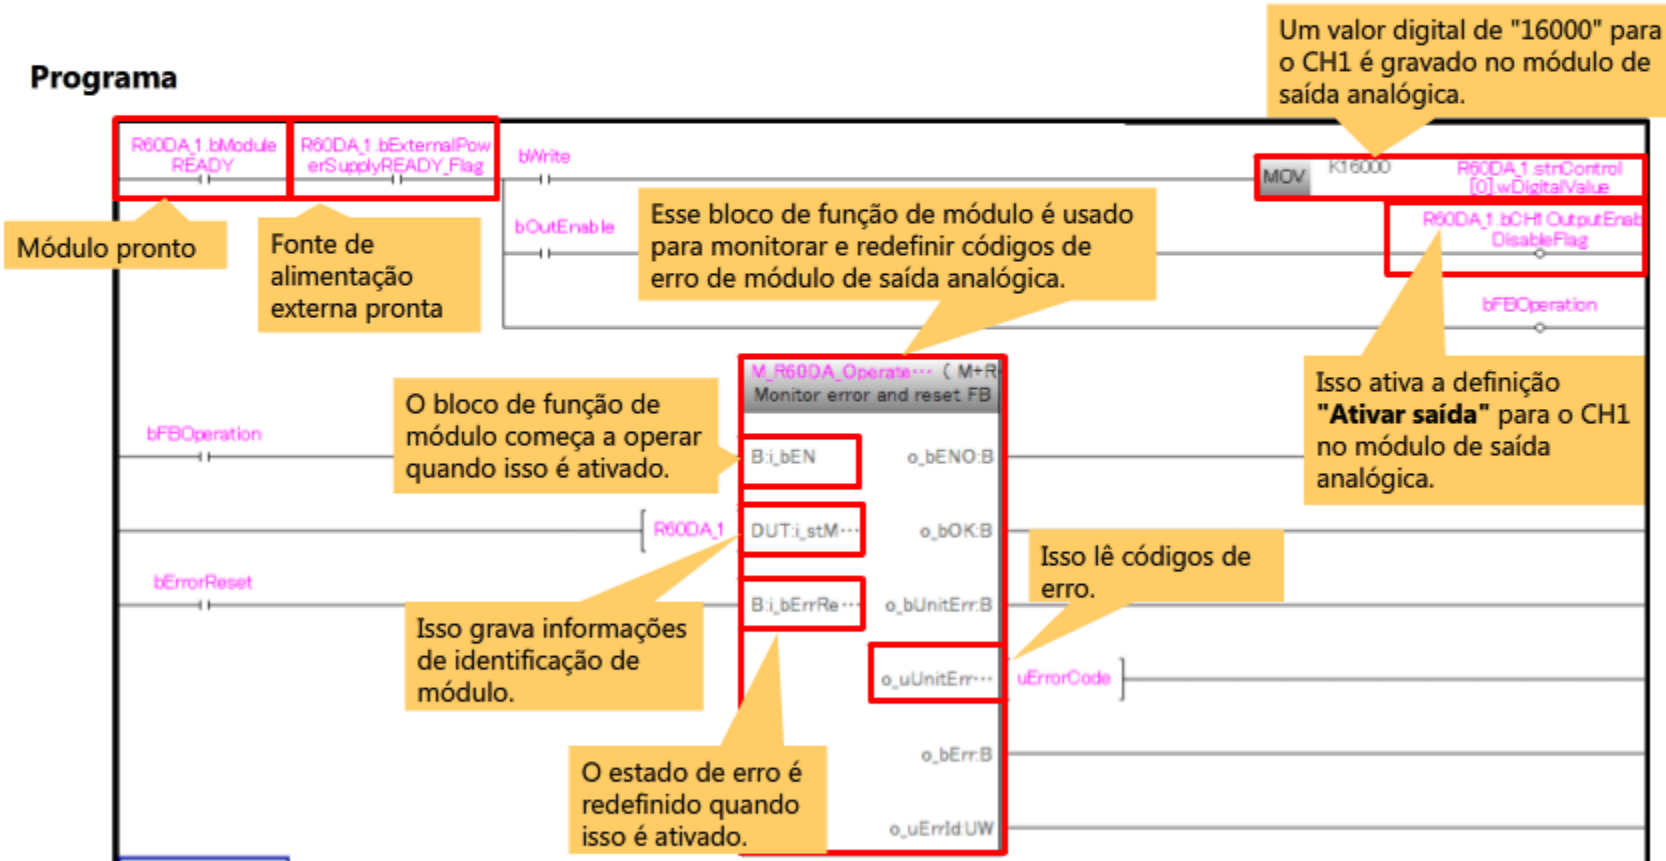 Um valor digital de "16000" para
o CH1 é gravado no módulo de
saída analógica.
Programa
R60DA_1.bModule
READY
R60DA_1.bExternalPow
erSupplyREADY_Flag
bWrite
MOV
K16000
R60DA_1.stnControl
[0].wDigitalValue
Módulo pronto
Fonte de
alimentação
externa pronta
bOutEnable
Esse bloco de função de módulo é usado
para monitorar e redefinir códigos de
erro de módulo de saída analógica.
R60DA_1.bCH1OutputEnab
DisableFlag
bFBOperation
M_R60DA_Operate… ( M+R
Monitor error and reset FB
Isso ativa a definição
"Ativar saída" para o CH1
no módulo de saída
analógica.
O bloco de função de
módulo começa a operar
quando isso é ativado.
bFBOperation
B:i_bEN
o_bENO:B
R60DA_1
DUT:i_stM…
o_bOK:B
Isso lê códigos de
erro.
bErrorReset
B:i_bErrRe…
o_bUnitErr:B
Isso grava informações
de identificação de
módulo.
o_uUnitErr…
uErrorCode
o_bErr:B
O estado de erro é
redefinido quando
isso é ativado.
o_uErrId:UW